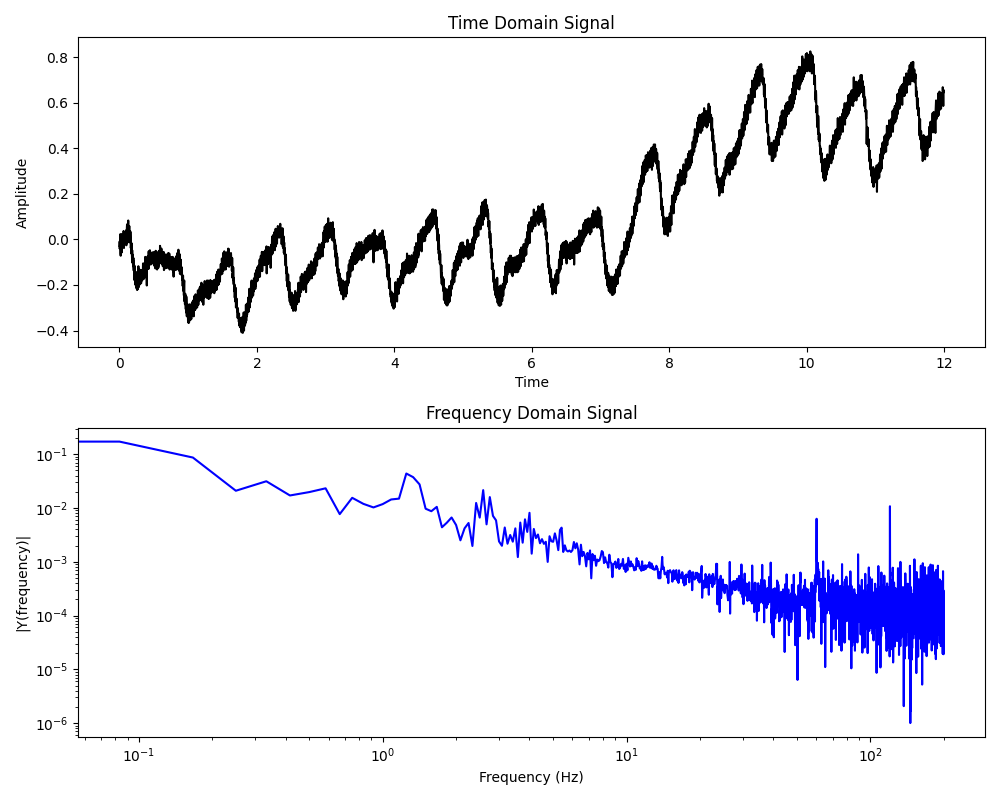 Time Domain Signal
0.8
0.6
0.4
0.2
0.0
−0.2
−0.4
Amplitude
0 2 4 6 8 10 12
Time
Frequency Domain Signal
10⁻¹
10⁻²
10⁻³
10⁻⁴
10⁻⁵
10⁻⁶
|Y(frequency)|
10⁻¹ 10⁰ 10¹ 10²
Frequency (Hz)